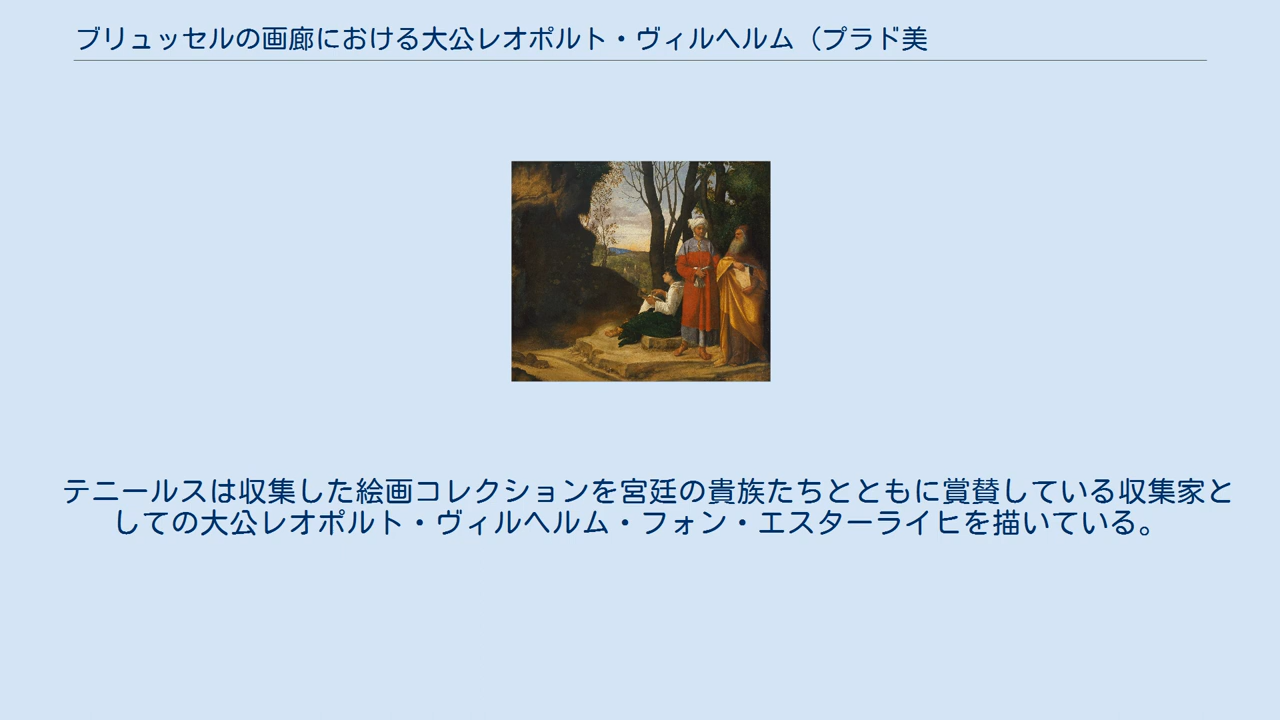 ブリュッセルの画廊における大公レオポルト・ヴィルヘルム（プラド美
テニールスは収集した絵画コレクションを宮廷の貴族たちとともに賞賛している収集家と
しての大公レオポルト・ヴィルヘルム・フォン・エスターライヒを描いている。